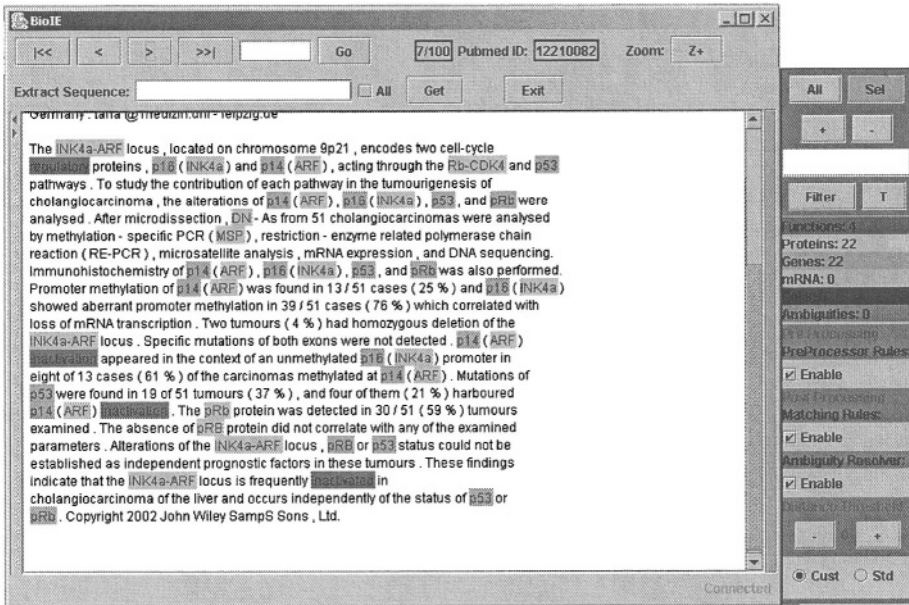 BioIE
|<< < > >>| Go 7/100 Pubmed ID: 12210082 Zoom: Z+
Extract Sequence: All Get Exit
The INK4a-ARF locus , located on chromosome 9p21 , encodes two cell-cycle
regulatory proteins , p16 ( INK4a ) and p14 ( ARF ) , acting through the Rb-CDK4 and p53
pathways . To study the contribution of each pathway in the tumourigenesis of
cholangiocarcinoma , the alterations of p14 ( ARF ) , p16 ( INK4a ) , p53 , and pRb were
analysed . After microdissection , DN - As from 51 cholangiocarcinomas were analysed
by methylation - specific PCR ( MSP ) , restriction - enzyme related polymerase chain
reaction ( RE-PCR ) , microsatellite analysis , mRNA expression , and DNA sequencing.
Immunohistochemistry of p14 ( ARF ) , p16 ( INK4a ) , p53 , and pRb was also performed.
Promoter methylation of p14 ( ARF ) was found in 13 / 51 cases ( 25 % ) and p16 ( INK4a )
showed aberrant promoter methylation in 39 / 51 cases ( 76 % ) which correlated with
loss of mRNA transcription . Two tumours ( 4 % ) had homozygous deletion of the
INK4a-ARF locus . Specific mutations of both exons were not detected . p14 ( ARF )
inactivation appeared in the context of an unmethylated p16 ( INK4a ) promoter in
eight of 13 cases ( 61 % ) of the carcinomas methylated at p14 ( ARF ) . Mutations of
p53 were found in 19 of 51 tumours ( 37 % ) , and four of them ( 21 % ) harboured
p14 ( ARF ) inactivation . The pRb protein was detected in 30 / 51 ( 59 % ) tumours
examined . The absence of pRB protein did not correlate with any of the examined
parameters . Alterations of the INK4a-ARF locus , pRB or p53 status could not be
established as independent prognostic factors in these tumours . These findings
indicate that the INK4a-ARF locus is frequently inactivated in
cholangiocarcinoma of the liver and occurs independently of the status of p53 or
pRb . Copyright 2002 John Wiley SampS Sons , Ltd.
Connected
All Sel
+ -
Filter T
Functions: 4
Proteins: 22
Genes: 22
mRNA: 0
Ambiguities: 0
Pre Processing
PreProcessor Rules:
Enable
Post Processing
Matching Rules:
Enable
Ambiguity Resolver:
Enable
Distance Threshold
- +
Cust Std